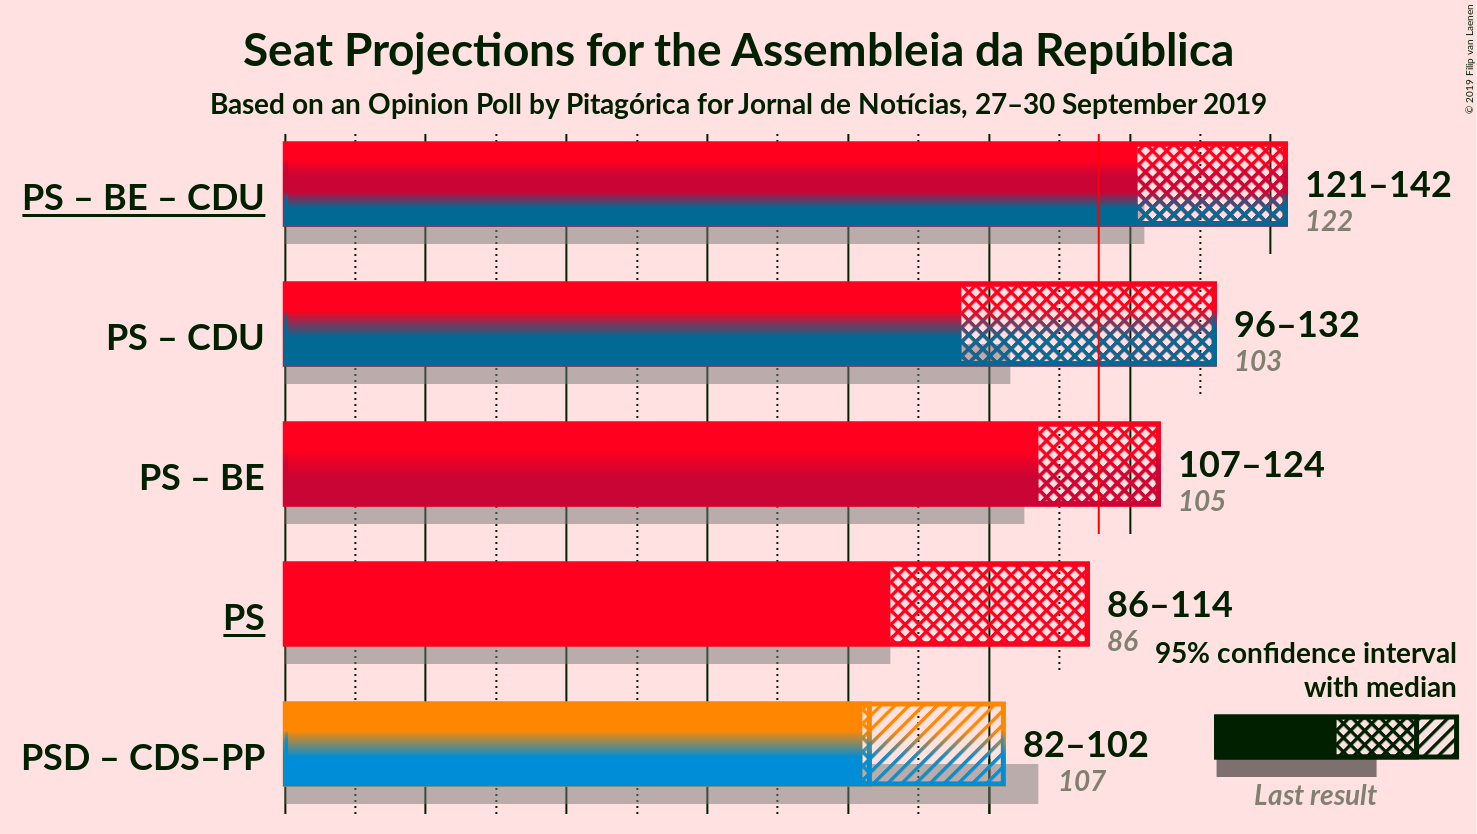 Seat Projections for the Assembleia da República
Based on an Opinion Poll by Pitagórica for Jornal de Notícias, 27–30 September 2019
© 2019 Filip van Laenen
PS – BE – CDU
121–142
122
PS – CDU
96–132
103
PS – BE
107–124
105
PS
86–114
86
95% confidence interval
with median
PSD – CDS–PP
82–102
107
Last result